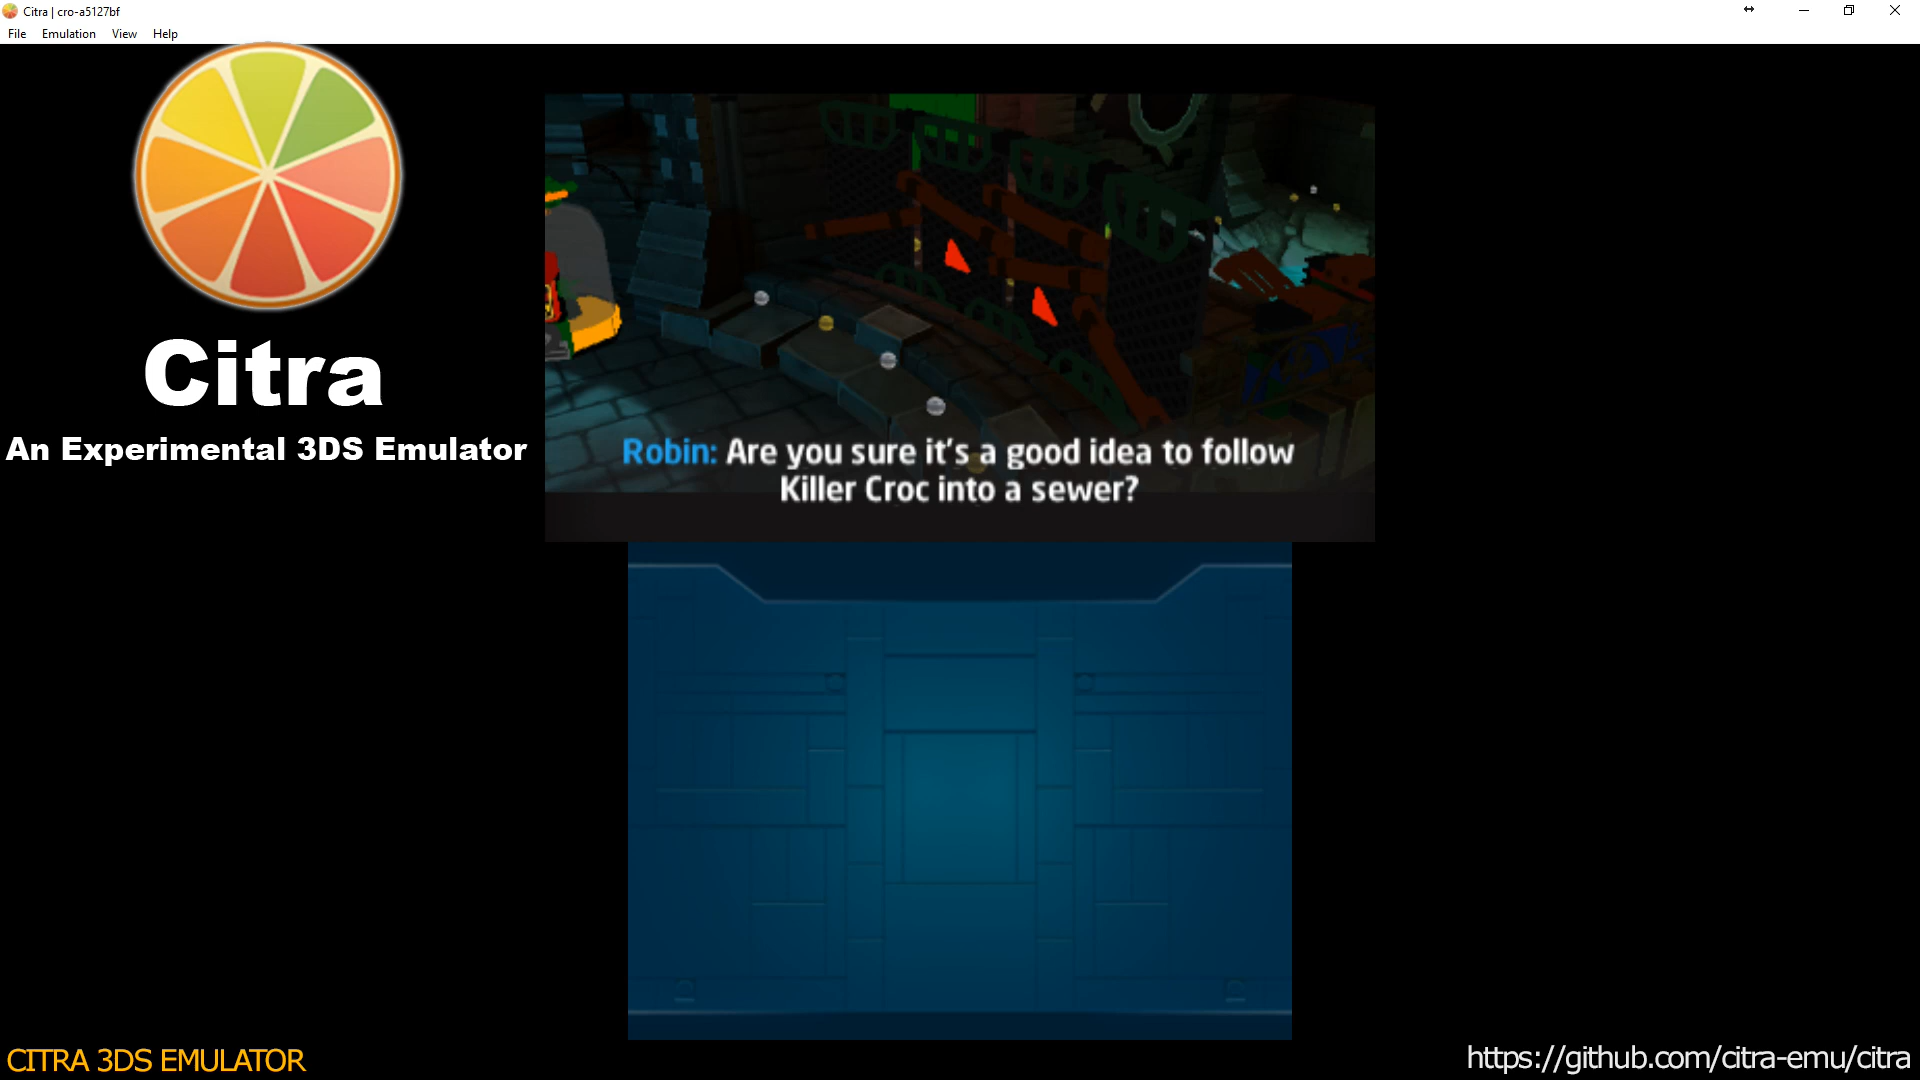 Citra | cro-a5127bf
File Emulation View Help
Citra
An Experimental 3DS Emulator
Robin: Are you sure it's a good idea to follow
Killer Croc into a sewer?
CITRA 3DS EMULATOR
https://github.com/citra-emu/citra